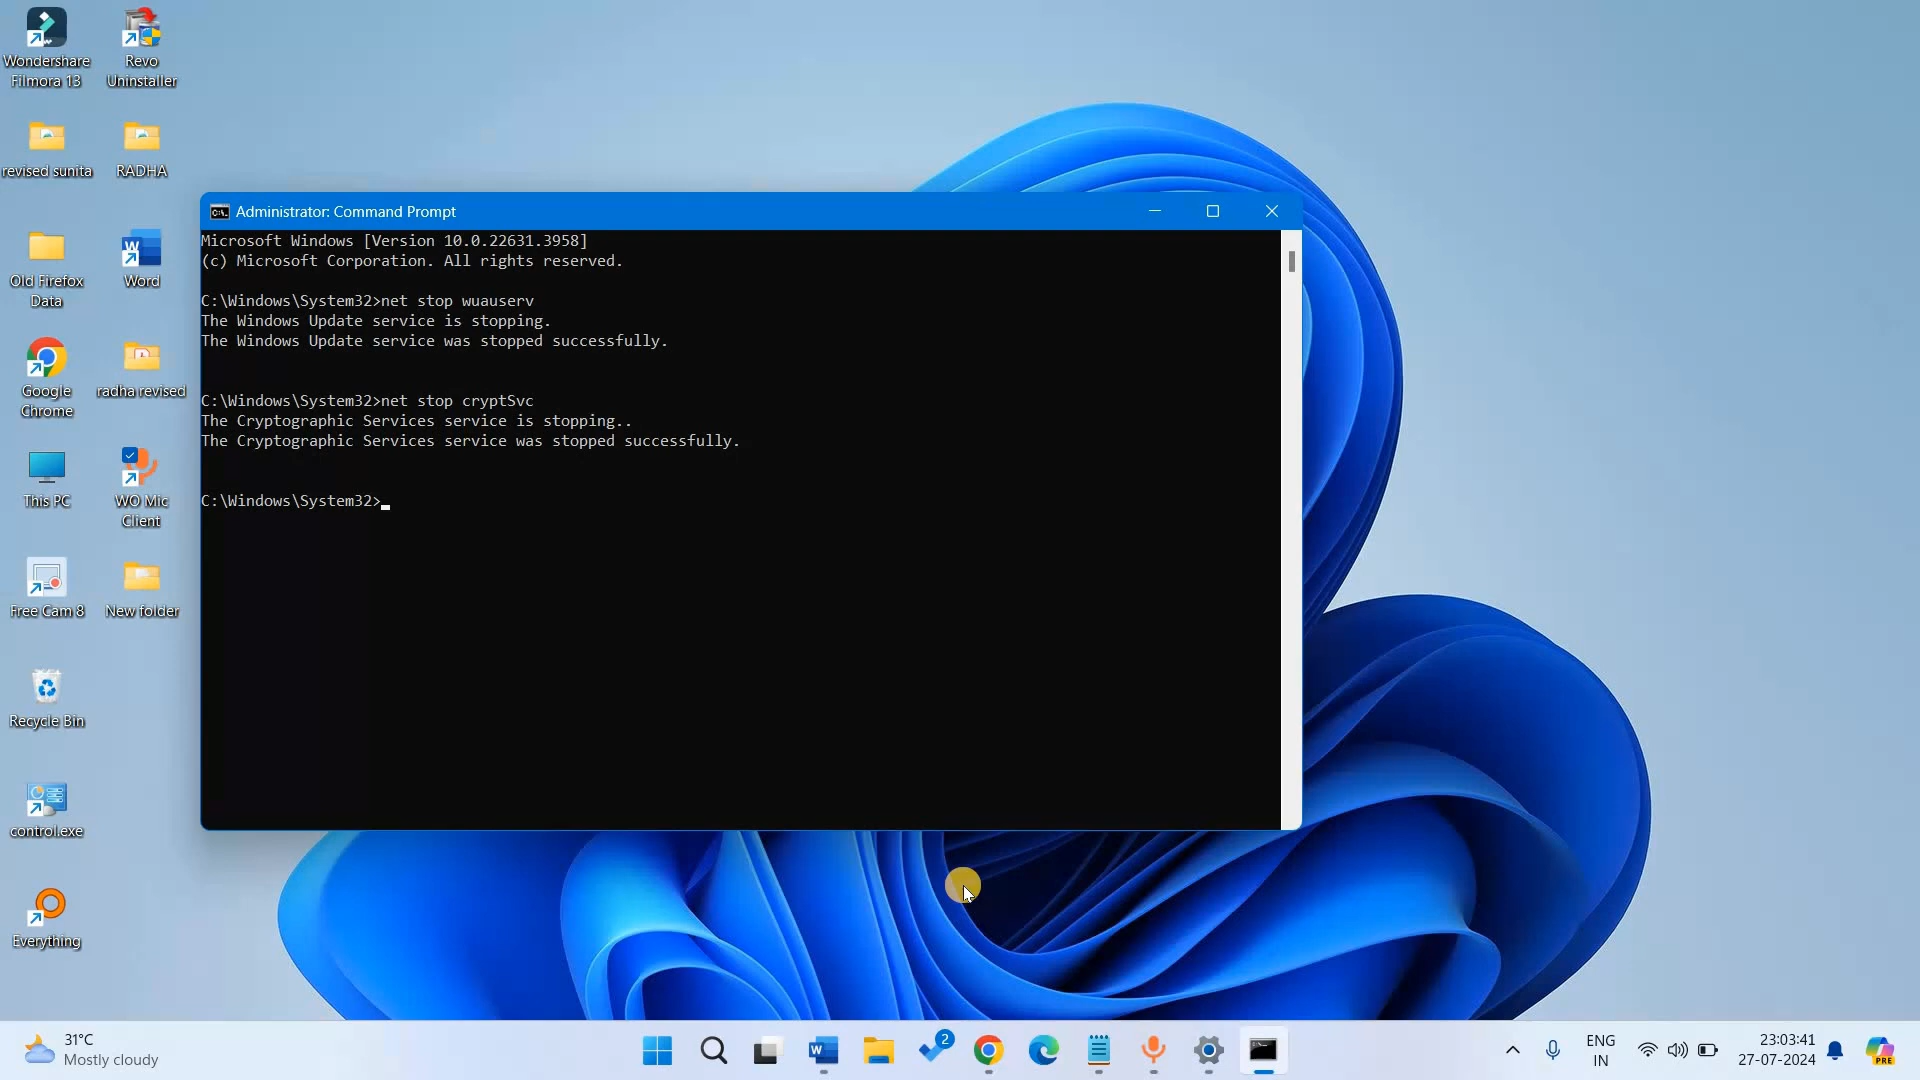 Wondershare
Filmora 13
Revo
Uninstaller
revised sunita
RADHA
Old Firefox
Data
Word
Google
Chrome
radha revised
This PC
WO Mic
Client
Free Cam 8
New folder
Recycle Bin
control.exe
Everything
Administrator: Command Prompt
Microsoft Windows [Version 10.0.22631.3958]
(c) Microsoft Corporation. All rights reserved.
C:\Windows\System32>net stop wuauserv
The Windows Update service is stopping.
The Windows Update service was stopped successfully.
C:\Windows\System32>net stop cryptSvc
The Cryptographic Services service is stopping..
The Cryptographic Services service was stopped successfully.
C:\Windows\System32>
31°C
Mostly cloudy
2
ENG
IN
23:03:41
27-07-2024
PRE